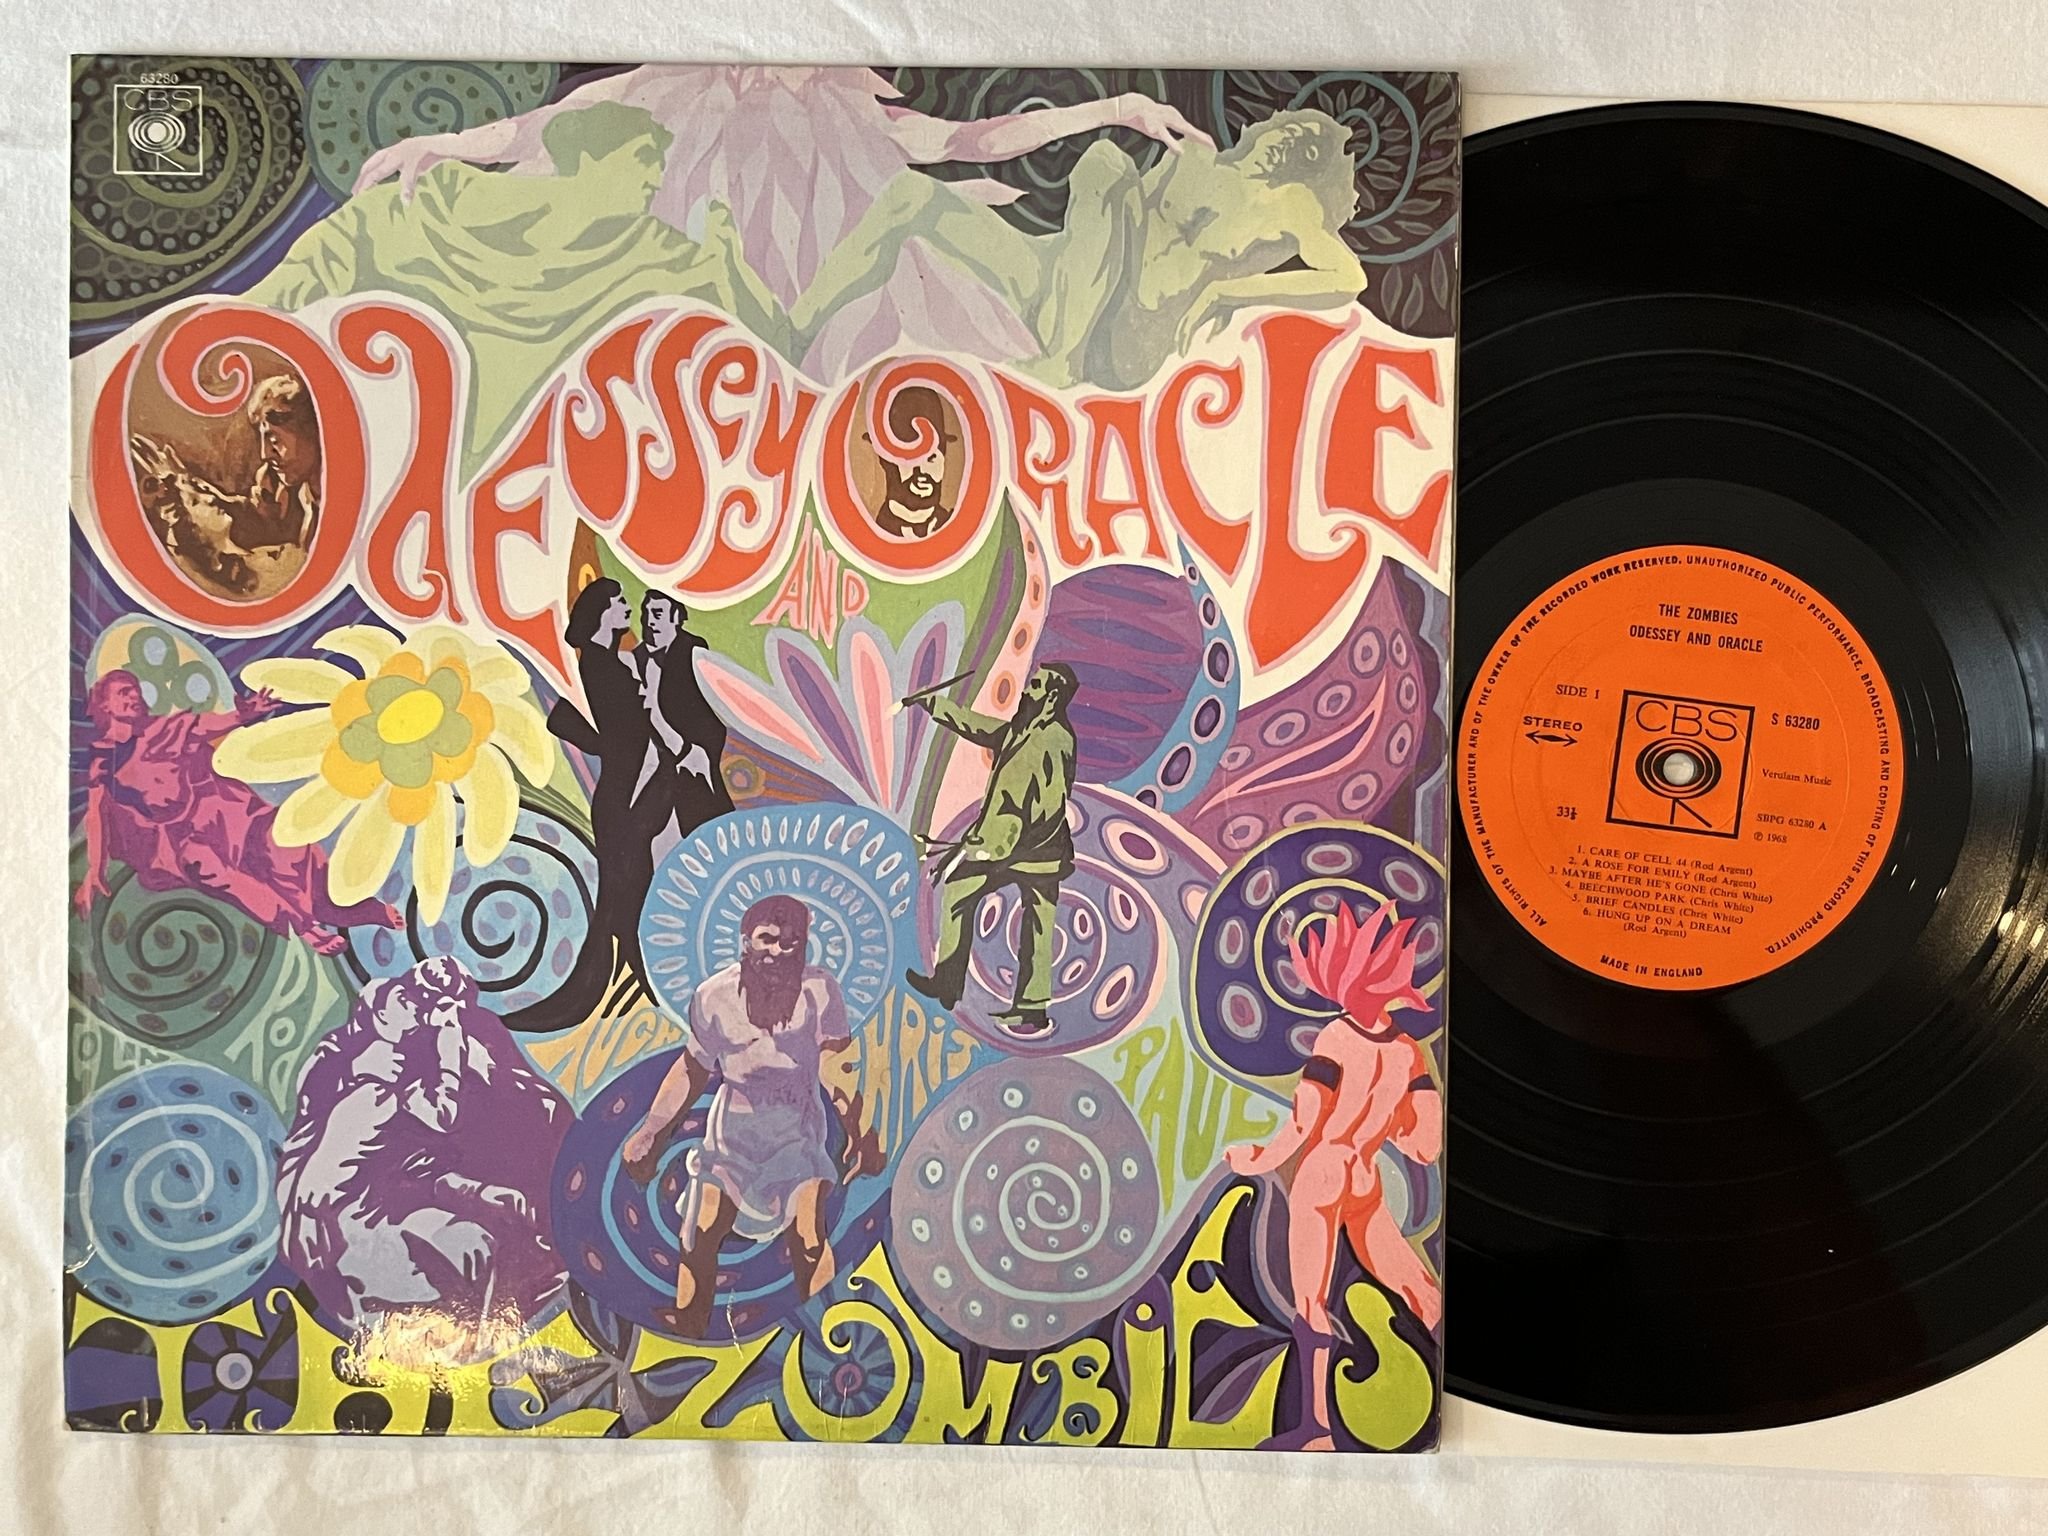 63280
CBS
ODESSEY
AND
ORACLE
COLIN
ROD
HUGH
CHRIS
PAUL
THE ZOMBIES
ALL RIGHTS OF THE MANUFACTURER AND OF THE OWNER OF THE RECORDED WORK RESERVED. UNAUTHORIZED PUBLIC PERFORMANCE, BROADCASTING AND COPYING OF THIS RECORD PROHIBITED.
THE ZOMBIES
ODESSEY AND ORACLE
SIDE 1
STEREO
CBS
S 63280
Verulam Music
33⅓
SBPG 63280 A
℗ 1968
1. CARE OF CELL 44 (Rod Argent)
2. A ROSE FOR EMILY (Rod Argent)
3. MAYBE AFTER HE'S GONE (Chris White)
4. BEECHWOOD PARK (Chris White)
5. BRIEF CANDLES (Chris White)
6. HUNG UP ON A DREAM
(Rod Argent)
MADE IN ENGLAND